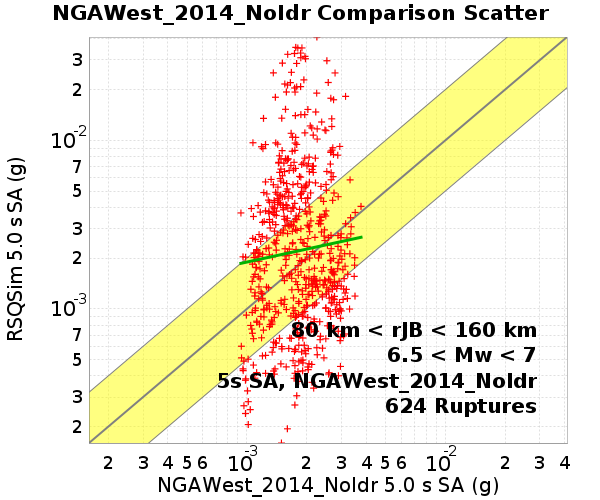 NGAWest_2014_NoIdr Comparison Scatter
RSQSim 5.0 s SA (g)
3
2
10-2
7
5
3
2
10-3
7
5
3
2
80 km < rJB < 160 km
6.5 < Mw < 7
5s SA, NGAWest_2014_NoIdr
624 Ruptures
2 3 4 5 6 10-3 2 3 4 5 6 10-2 2 3 4
NGAWest_2014_NoIdr 5.0 s SA (g)